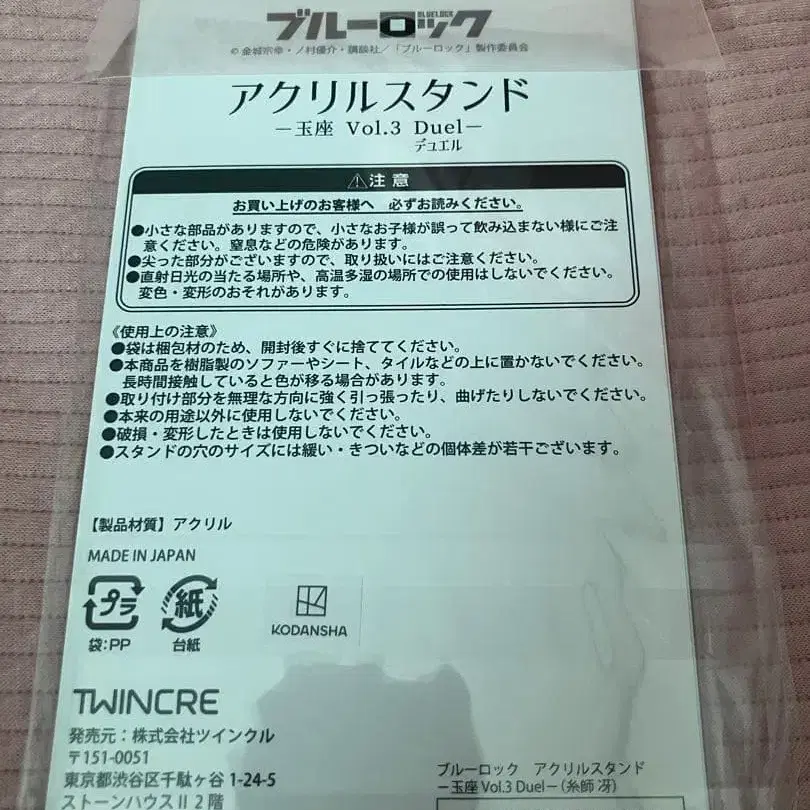 ブルーロック
BLUELOCK
© 金城宗幸・ノ村優介・講談社／「ブルーロック」製作委員会
アクリルスタンド
－玉座 Vol.3 Duel－
デュエル
⚠注 意
お買い上げのお客様へ 必ずお読みください。
●小さな部品がありますので、小さなお子様が誤って飲み込まない様にご注
意ください。窒息などの危険があります。
●尖った部分がございますので、取り扱いにはご注意ください。
●直射日光の当たる場所や、高温多湿の場所での使用はしないでください。
変色・変形のおそれがあります。
《使用上の注意》
●袋は梱包材のため、開封後すぐに捨ててください。
●本商品を樹脂製のソファーやシート、タイルなどの上に置かないでください。
長時間接触していると色が移る場合があります。
●取り付け部分を無理な方向に強く引っ張ったり、曲げたりしないでください。
●本来の用途以外に使用しないでください。
●破損・変形したときは使用しないでください。
●スタンドの穴のサイズには緩い・きついなどの個体差が若干ございます。
【製品材質】アクリル
MADE IN JAPAN
プラ
紙
袋:PP
台紙
KODANSHA
TWINCRE
発売元：株式会社ツインクル
〒151-0051
東京都渋谷区千駄ヶ谷 1-24-5
ストーンハウスⅡ 2 階
ブルーロック アクリルスタンド
－玉座 Vol.3 Duel－(糸師 冴)